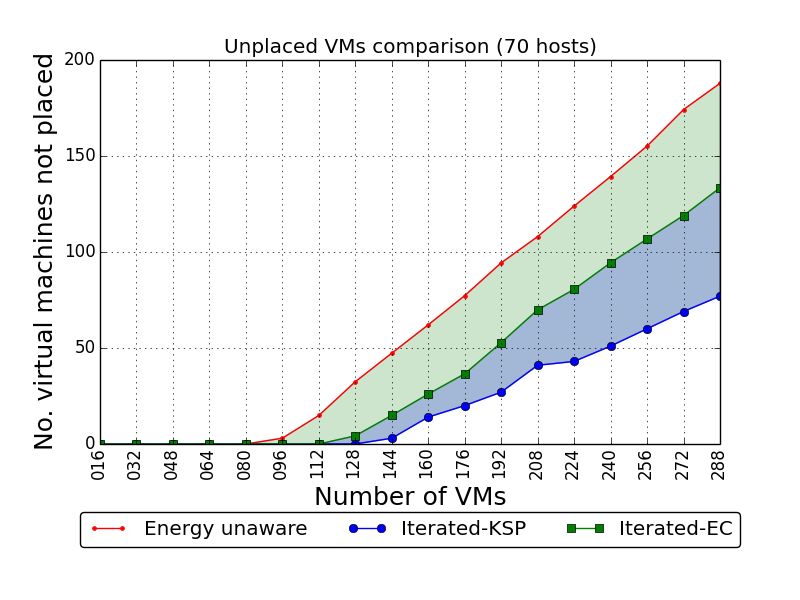 Unplaced VMs comparison (70 hosts)
No. virtual machines not placed
200
150
100
50
0
016 032 048 064 080 096 112 128 144 160 176 192 208 224 240 256 272 288
Number of VMs
Energy unaware Iterated-KSP Iterated-EC